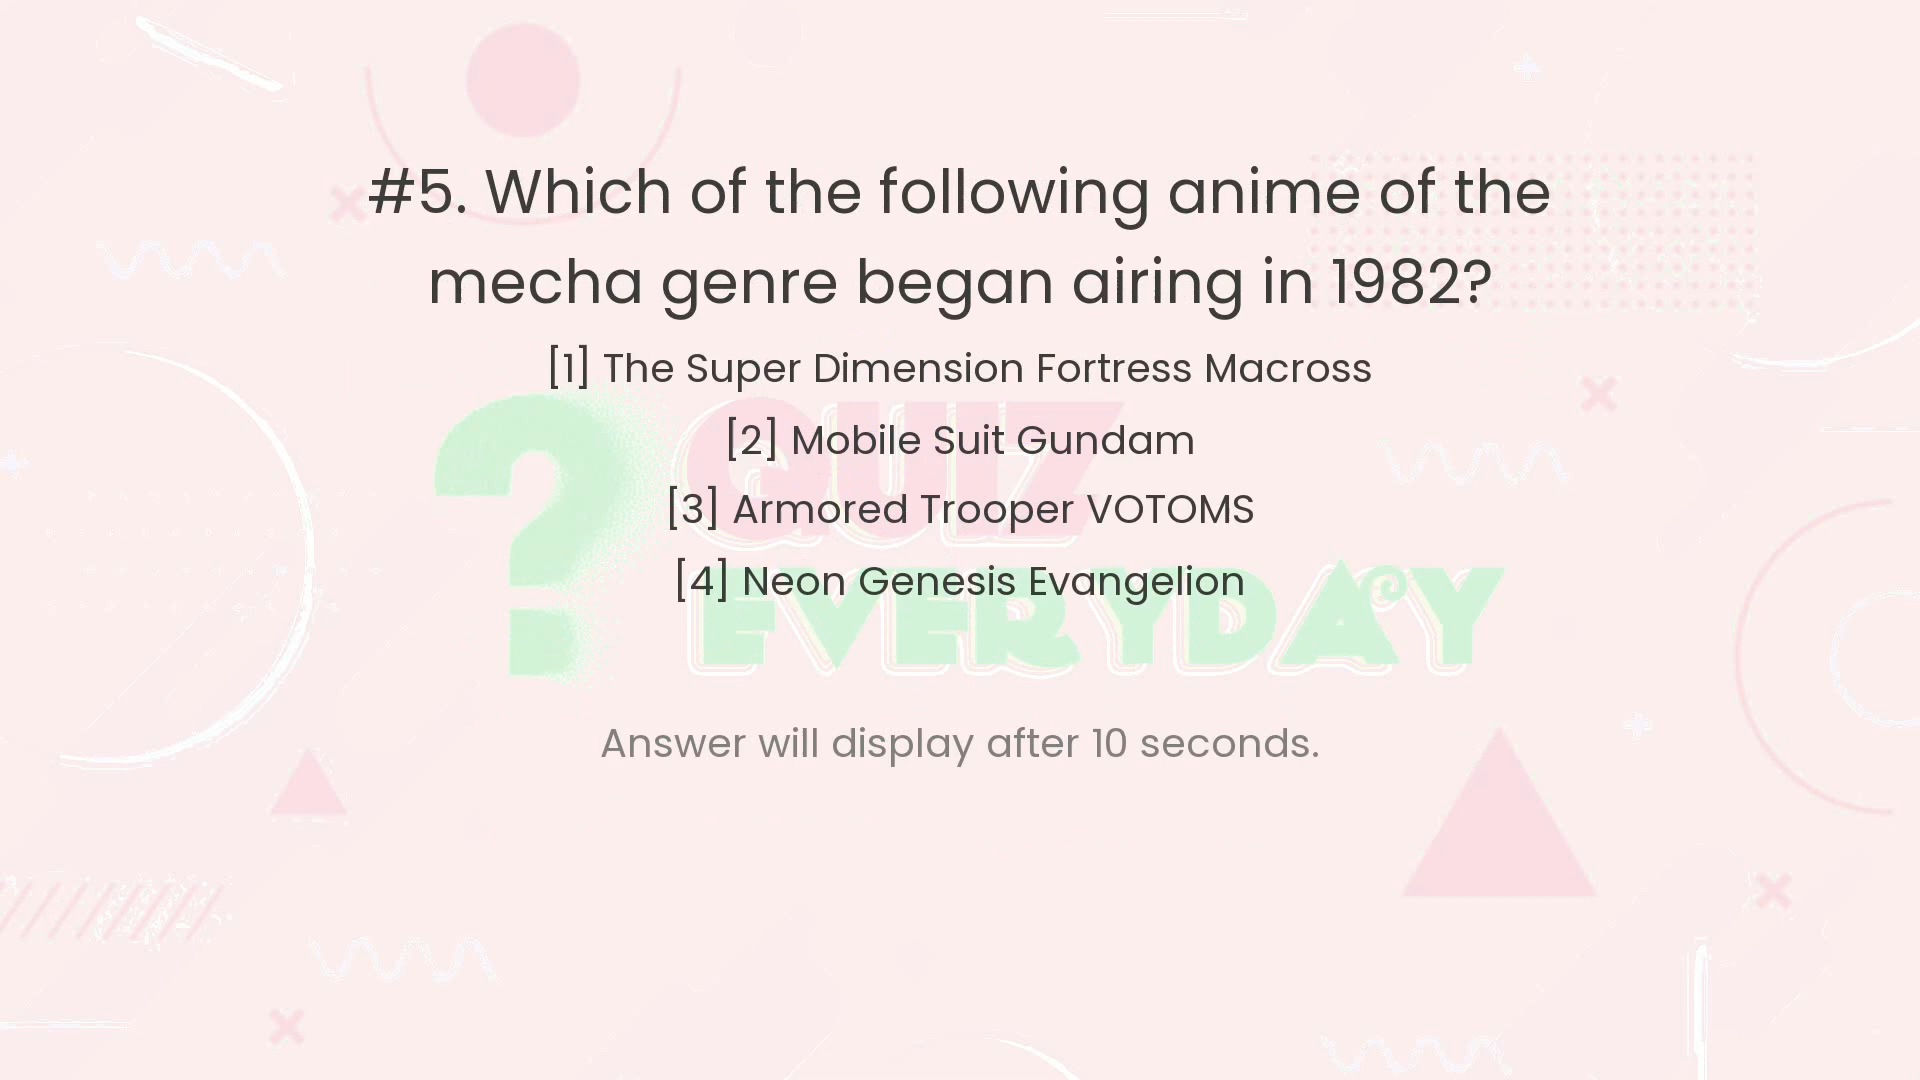 #5. Which of the following anime of the
mecha genre began airing in 1982?
[1] The Super Dimension Fortress Macross
[2] Mobile Suit Gundam
[3] Armored Trooper VOTOMS
[4] Neon Genesis Evangelion
? QUIZ
EVERYDAY
Answer will display after 10 seconds.